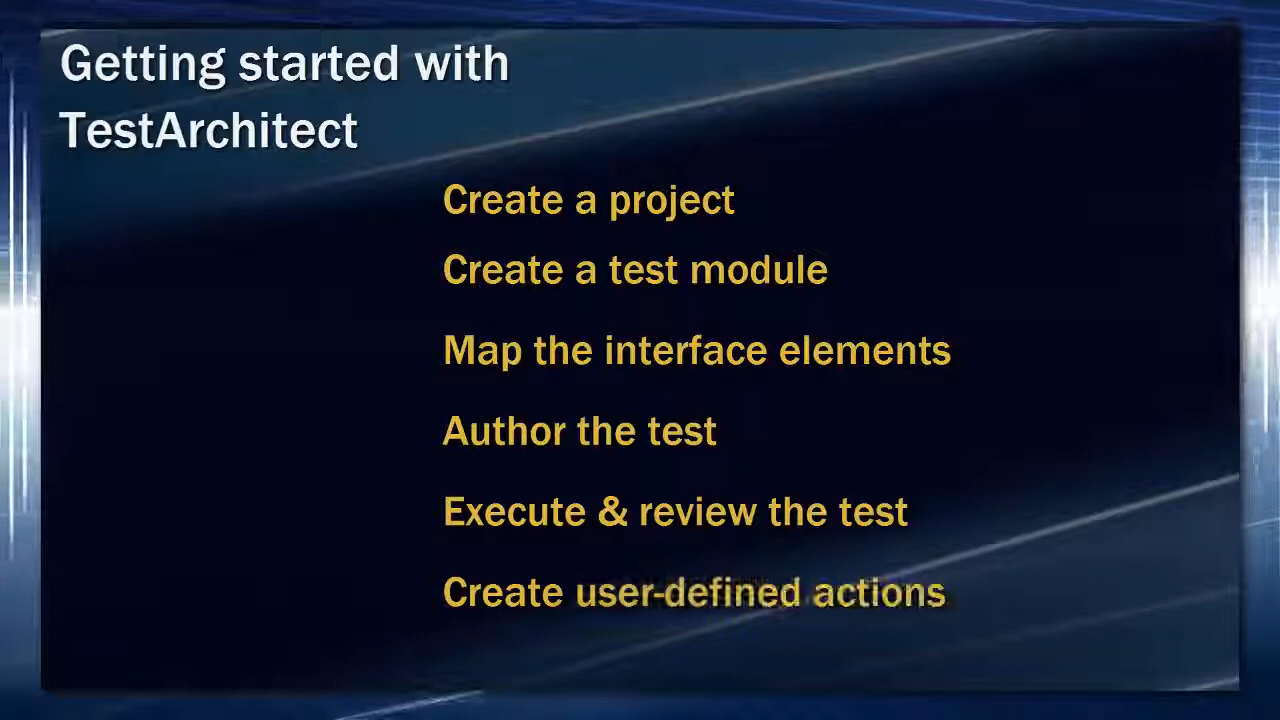 Getting started with
TestArchitect
Create a project
Create a test module
Map the interface elements
Author the test
Execute & review the test
Create user-defined actions